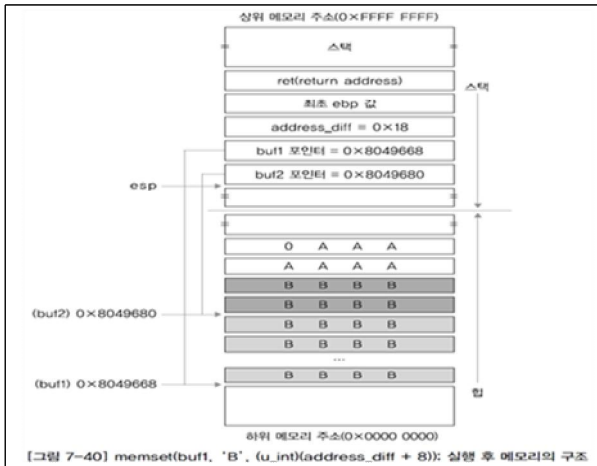 상위 메모리 주소(0×FFFF FFFF)
스택
ret(return address)
스택
최초 ebp 값
address_diff = 0×18
buf1 포인터 = 0×8049668
buf2 포인터 = 0×8049680
esp
0 A A A
A A A A
B B B B
B B B B
(buf2) 0×8049680
B B B B
B B B B
...
(buf1) 0×8049668
B B B B
힙
하위 메모리 주소(0×0000 0000)
[그림 7-40] memset(buf1, 'B', (u_int)(address_diff + 8)); 실행 후 메모리의 구조